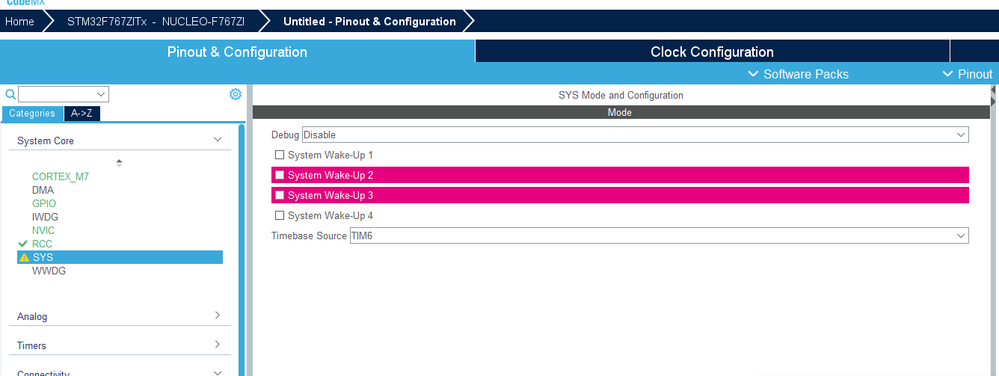 CubeMX
Home STM32F767ZITx - NUCLEO-F767ZI Untitled - Pinout & Configuration
Pinout & Configuration Clock Configuration
Software Packs Pinout
Categories A->Z
System Core
CORTEX_M7
DMA
GPIO
IWDG
NVIC
RCC
SYS
WWDG
Analog
Timers
Connectivity
SYS Mode and Configuration
Mode
Debug Disable
System Wake-Up 1
System Wake-Up 2
System Wake-Up 3
System Wake-Up 4
Timebase Source TIM6